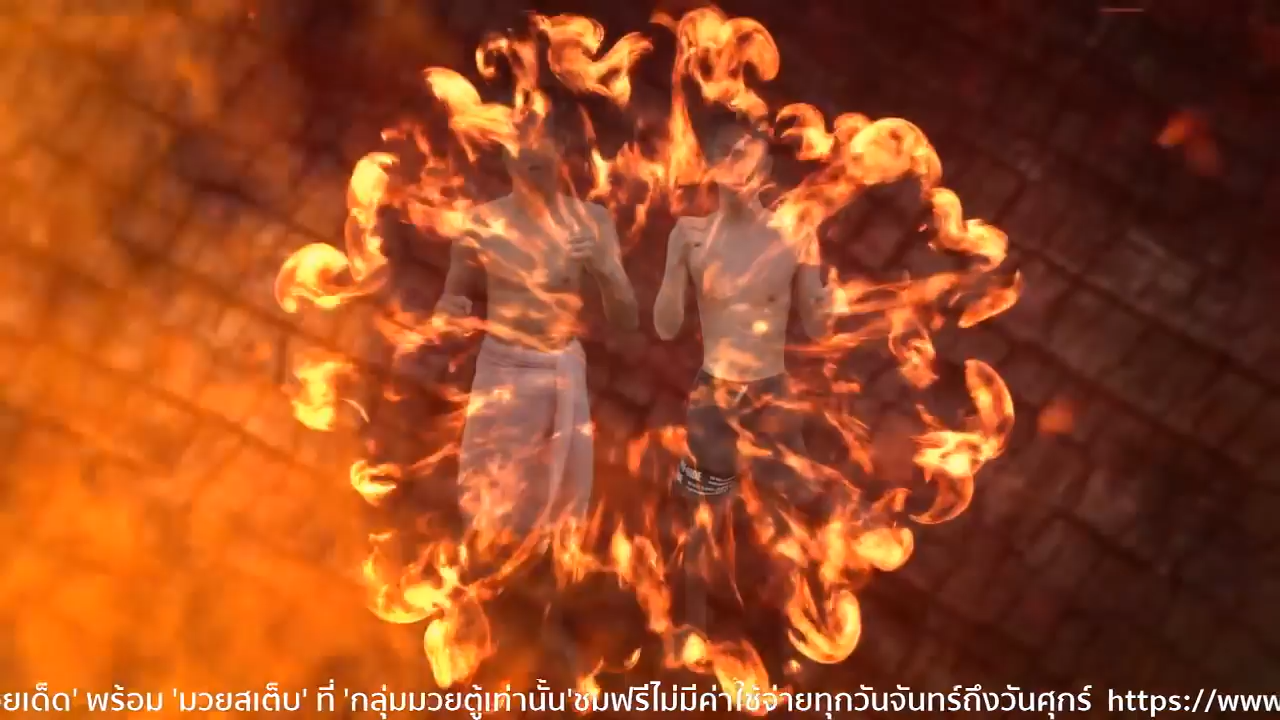 ยเด็ด' พร้อม 'มวยสเต็บ' ที่ 'กลุ่มมวยตู้เท่านั้น'ชมฟรีไม่มีค่าใช้จ่ายทุกวันจันทร์ถึงวันศุกร์ https://www